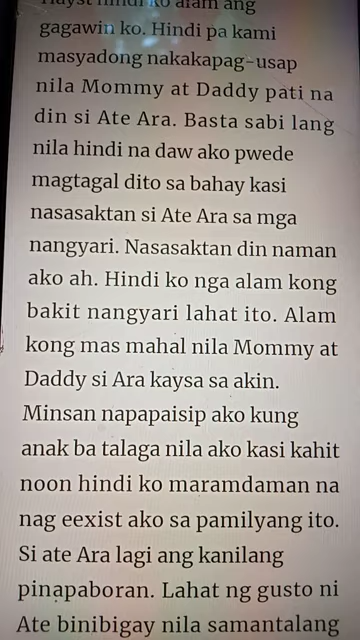 Hayst hindi ko alam ang
gagawin ko. Hindi pa kami
masyadong nakakapag-usap
nila Mommy at Daddy pati na
din si Ate Ara. Basta sabi lang
nila hindi na daw ako pwede
magtagal dito sa bahay kasi
nasasaktan si Ate Ara sa mga
nangyari. Nasasaktan din naman
ako ah. Hindi ko nga alam kong
bakit nangyari lahat ito. Alam
kong mas mahal nila Mommy at
Daddy si Ara kaysa sa akin.
Minsan napapaisip ako kung
anak ba talaga nila ako kasi kahit
noon hindi ko maramdaman na
nag eexist ako sa pamilyang ito.
Si ate Ara lagi ang kanilang
pinapaboran. Lahat ng gusto ni
Ate binibigay nila samantalang